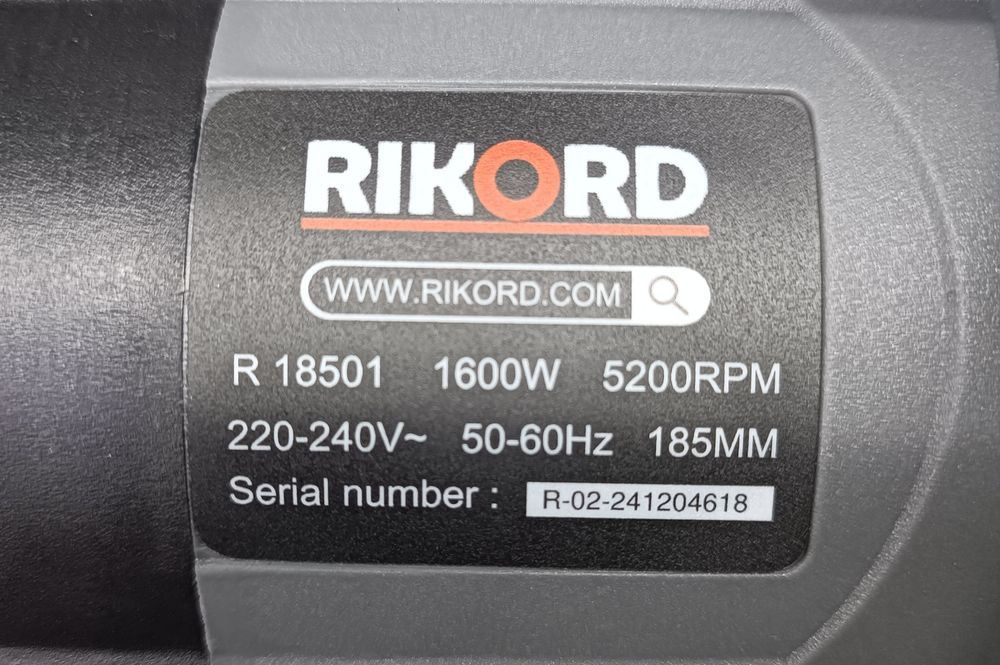 RIKORD
WWW.RIKORD.COM
R 18501 1600W 5200RPM
220-240V~ 50-60Hz 185MM
Serial number : R-02-241204618